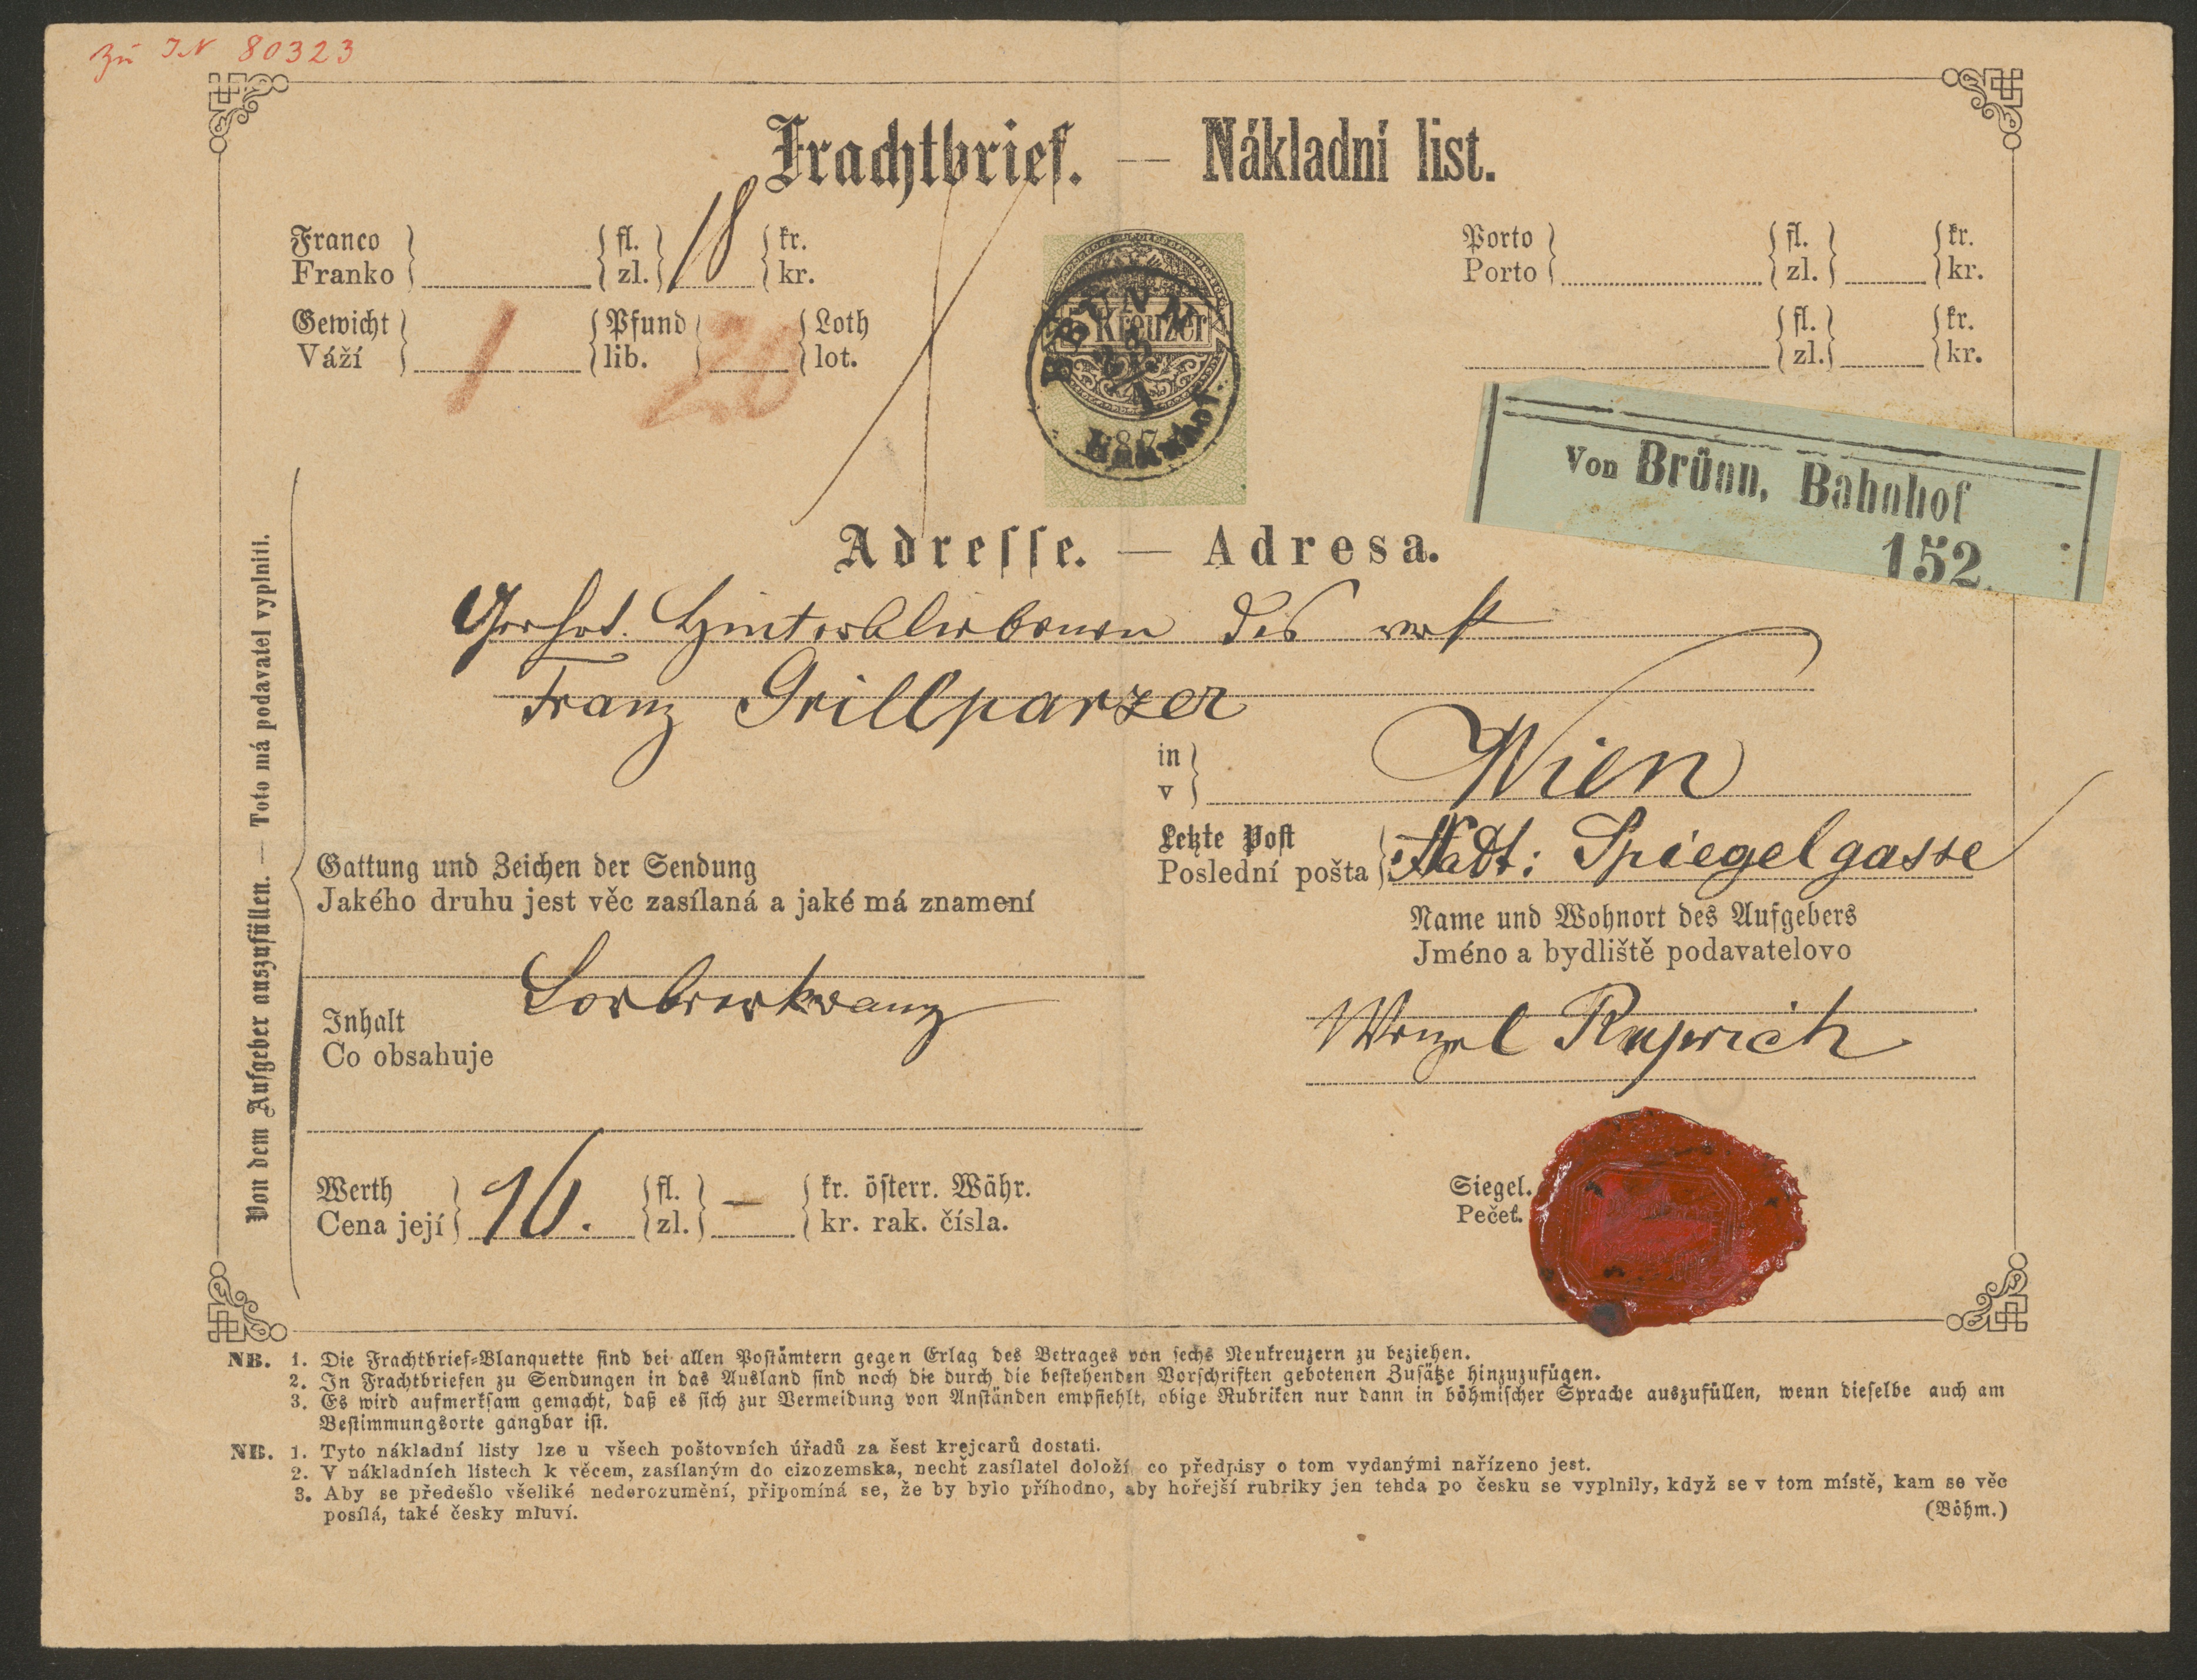 zu IN 80323
Frachtbrief. — Nákladní list.
Franco
Franko
fl.
zl.
18
kr.
kr.
Gewicht
Váží
1
Pfund
lib.
20
Loth
lot.
5 Kreuzer
BRÜNN
Bahnhof
Porto
Porto
fl.
zl.
kr.
kr.
fl.
zl.
kr.
kr.
Von Brünn, Bahnhof
152.
Adresse. — Adresa.
Hinterbliebenen des
Franz Grillparzer
in
v
Wien
Letzte Post
Poslední pošta
Stadt: Spiegelgasse
Von dem Aufgeber auszufüllen. — Toto má podavatel vyplniti.
Gattung und Zeichen der Sendung
Jakého druhu jest věc zasílaná a jaké má znamení
Name und Wohnort des Aufgebers
Jméno a bydliště podavatelovo
Inhalt
Co obsahuje
Lorbeerkranz
Wenzel Ruprich
Werth
Cena její
16.
fl.
zl.
—
kr. österr. Währ.
kr. rak. čísla.
Siegel.
Pečeť.
NB. 1. Die Frachtbrief-Blanquette sind bei allen Postämtern gegen Erlag des Betrages von sechs Neukreuzern zu beziehen.
2. In Frachtbriefen zu Sendungen in das Ausland sind noch die durch die bestehenden Vorschriften gebotenen Zusätze hinzuzufügen.
3. Es wird aufmerksam gemacht, daß es sich zur Vermeidung von Anständen empfiehlt, obige Rubriken nur dann in böhmischer Sprache auszufüllen, wenn dieselbe auch am
Bestimmungsorte gangbar ist.
NB. 1. Tyto nákladní listy lze u všech poštovních úřadů za šest krejcarů dostati.
2. V nákladních listech k věcem, zasílaným do cizozemska, nechť zasílatel doloží co předpisy o tom vydanými nařízeno jest.
3. Aby se předešlo všeliké nedorozumění, připomíná se, že by bylo příhodno, aby hořejší rubriky jen tehda po česku se vyplnily, když se v tom místě, kam se věc
posílá, také česky mluví.
(Böhm.)